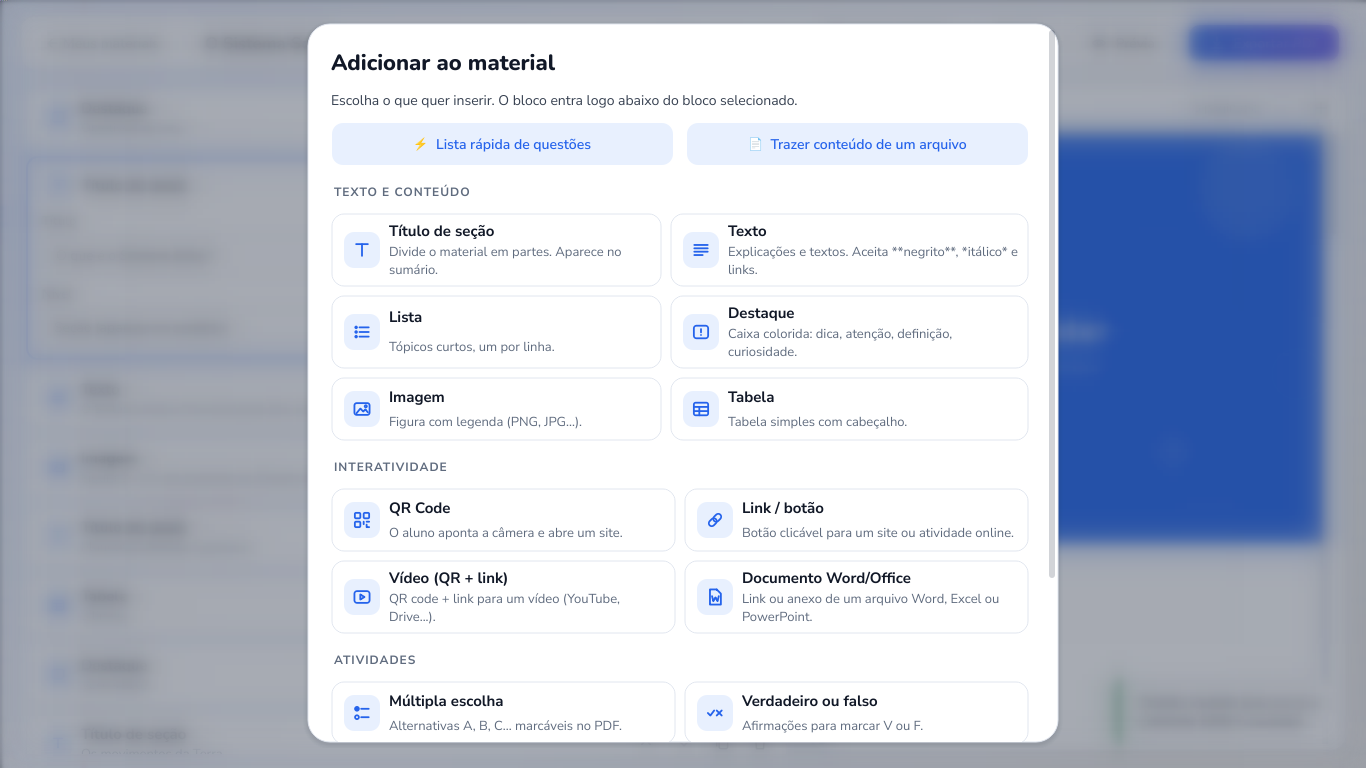 Adicionar ao material
Escolha o que quer inserir. O bloco entra logo abaixo do bloco selecionado.
⚡ Lista rápida de questões
📄 Trazer conteúdo de um arquivo
TEXTO E CONTEÚDO
Título de seção
Divide o material em partes. Aparece no
sumário.
Texto
Explicações e textos. Aceita **negrito**, *itálico* e
links.
Lista
Tópicos curtos, um por linha.
Destaque
Caixa colorida: dica, atenção, definição,
curiosidade.
Imagem
Figura com legenda (PNG, JPG...).
Tabela
Tabela simples com cabeçalho.
INTERATIVIDADE
QR Code
O aluno aponta a câmera e abre um site.
Link / botão
Botão clicável para um site ou atividade online.
Vídeo (QR + link)
QR code + link para um vídeo (YouTube,
Drive...).
Documento Word/Office
Link ou anexo de um arquivo Word, Excel ou
PowerPoint.
ATIVIDADES
Múltipla escolha
Alternativas A, B, C... marcáveis no PDF.
Verdadeiro ou falso
Afirmações para marcar V ou F.